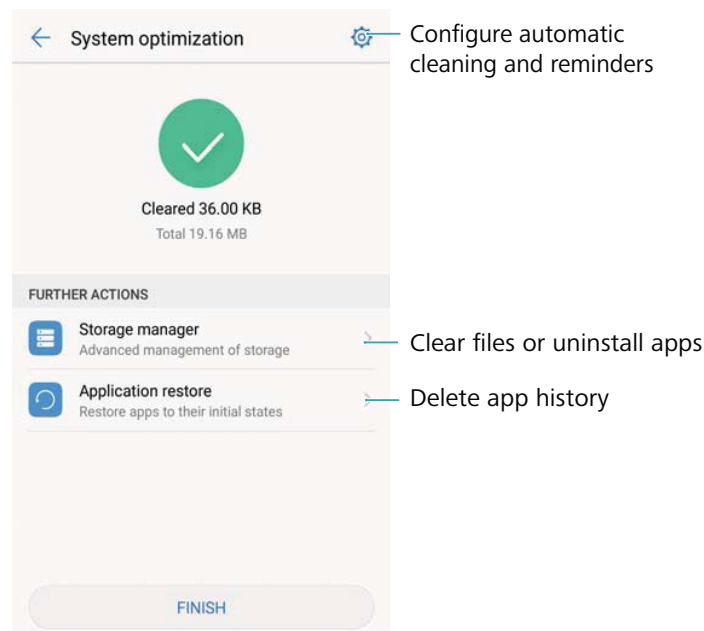 System optimization
Configure automatic
cleaning and reminders
Cleared 36.00 KB
Total 19.16 MB
FURTHER ACTIONS
Storage manager
Advanced management of storage
Clear files or uninstall apps
Application restore
Restore apps to their initial states
Delete app history
FINISH